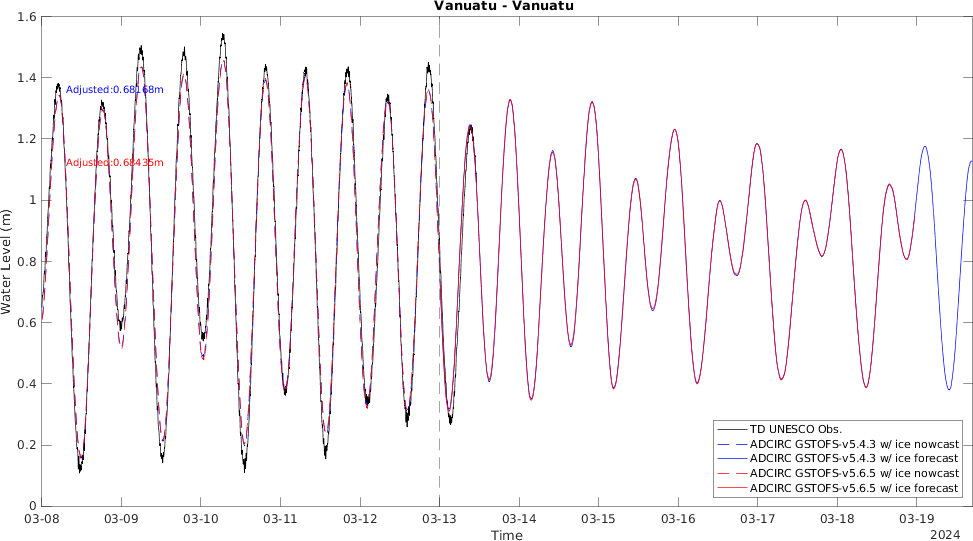 Vanuatu - Vanuatu
1.6
1.4
1.2
1
0.8
0.6
0.4
0.2
0
Water Level (m)
Adjusted:0.68168m
Adjusted:0.68435m
TD UNESCO Obs.
ADCIRC GSTOFS-v5.4.3 w/ ice nowcast
ADCIRC GSTOFS-v5.4.3 w/ ice forecast
ADCIRC GSTOFS-v5.6.5 w/ ice nowcast
ADCIRC GSTOFS-v5.6.5 w/ ice forecast
03-08 03-09 03-10 03-11 03-12 03-13 03-14 03-15 03-16 03-17 03-18 03-19
Time
2024